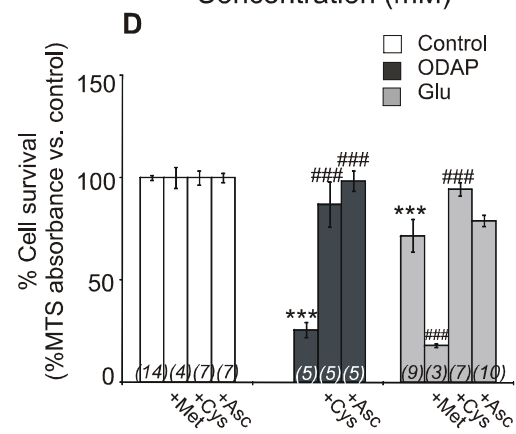 Concentration (mM)
D
Control
ODAP
Glu
% Cell survival
(%MTS absorbance vs. control)
150
100
50
0
###
###
***
***
###
###
(14)(4)(7)(7)
(5)(5)(5)
(9)(3)(7)(10)
+Met
+Cys
+Asc
+Cys
+Asc
+Met
+Cys
+Asc